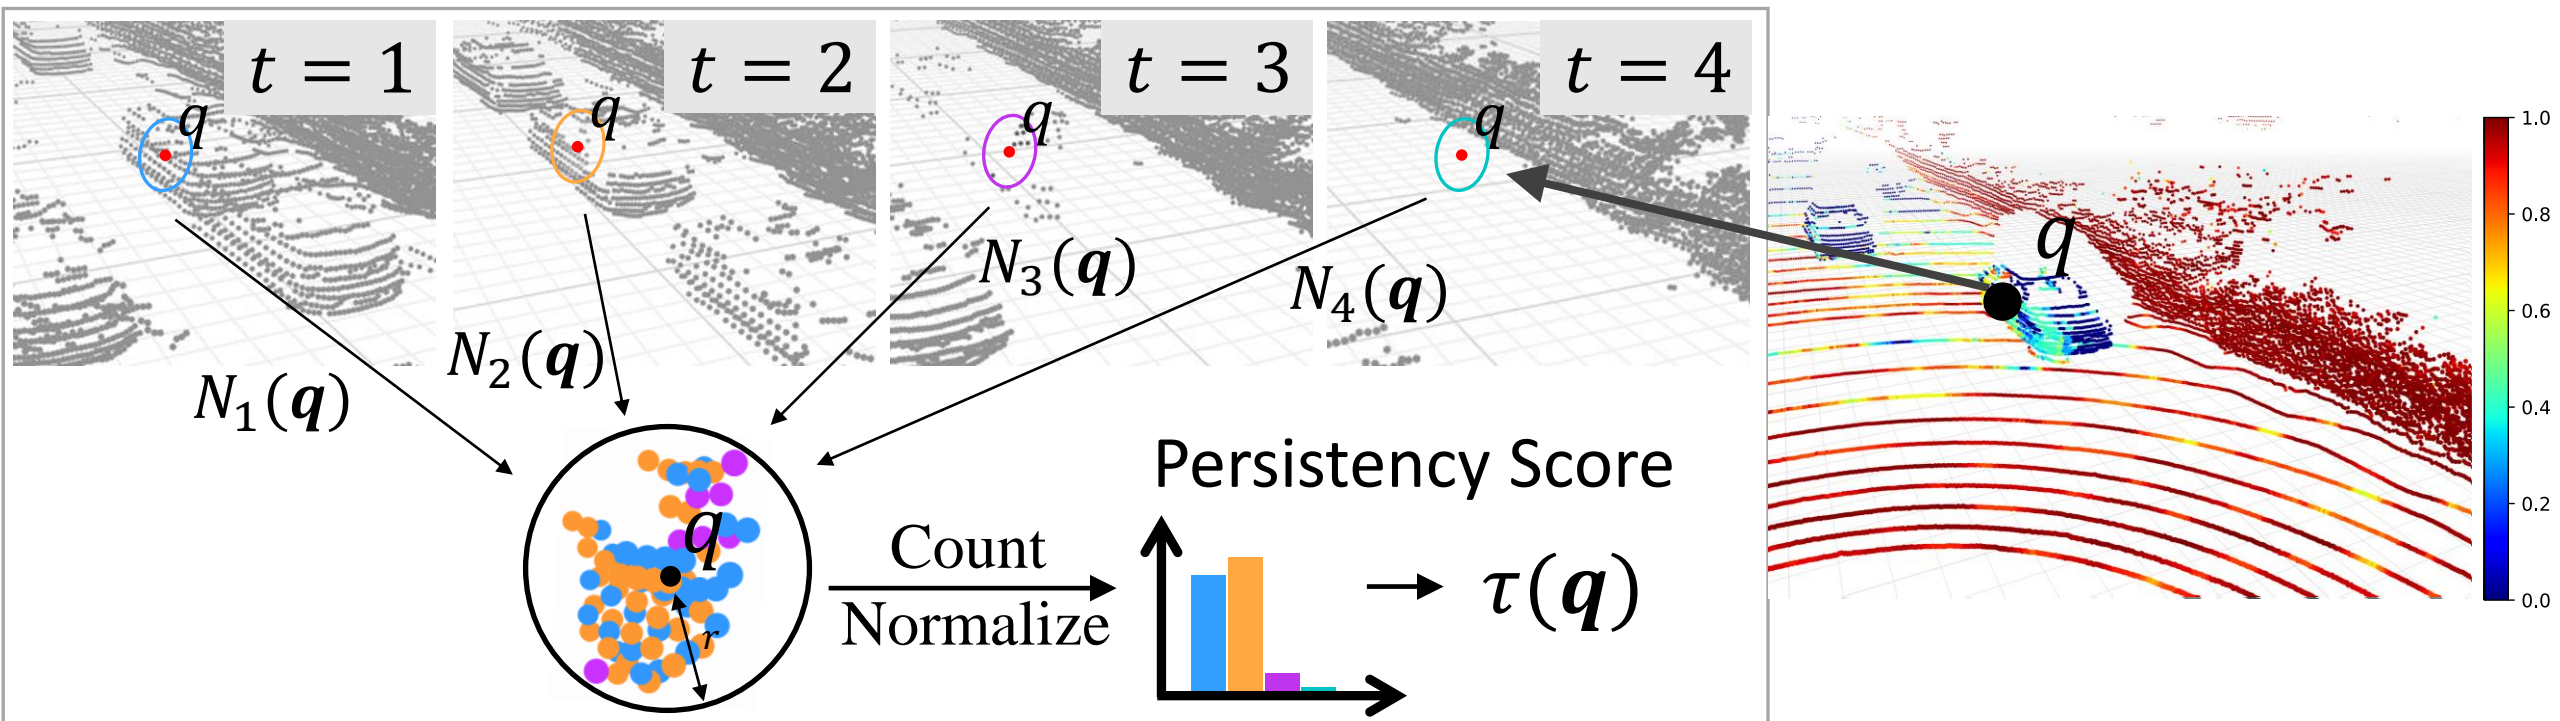 t = 1
t = 2
t = 3
t = 4
q
q
q
q
q
N₁(q)
N₂(q)
N₃(q)
N₄(q)
q
r
Count
Normalize
Persistency Score
τ(q)
1.0
0.8
0.6
0.4
0.2
0.0